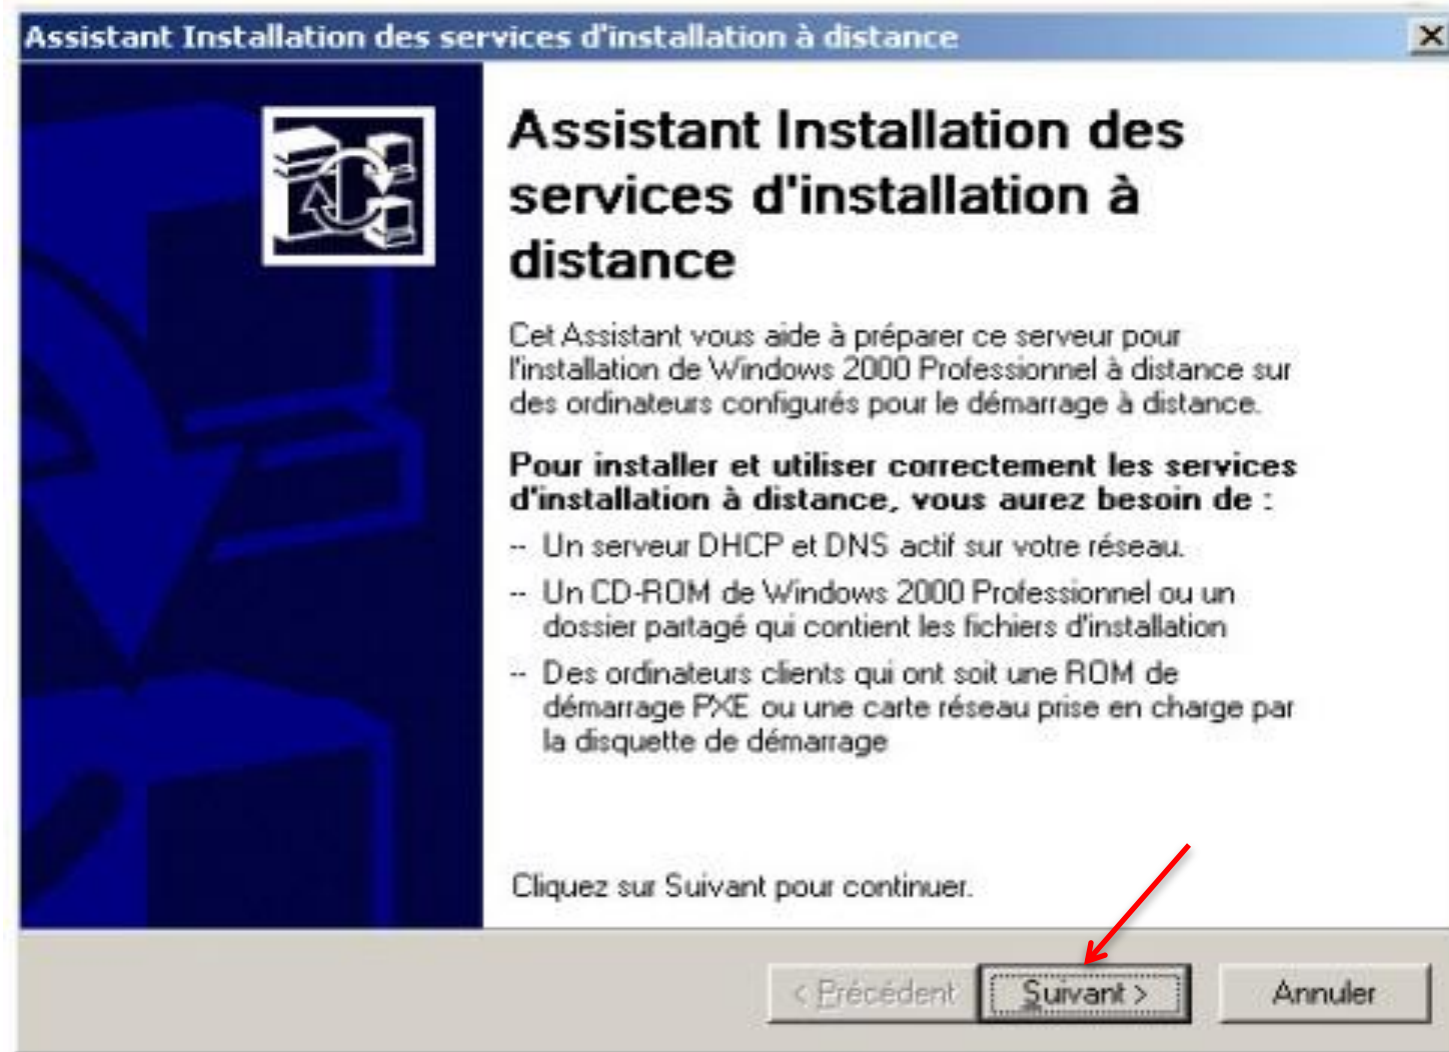 Assistant Installation des services d'installation à distance
Assistant Installation des
services d'installation à
distance
Cet Assistant vous aide à préparer ce serveur pour
l'installation de Windows 2000 Professionnel à distance sur
des ordinateurs configurés pour le démarrage à distance.
Pour installer et utiliser correctement les services
d'installation à distance, vous aurez besoin de :
-- Un serveur DHCP et DNS actif sur votre réseau.
-- Un CD-ROM de Windows 2000 Professionnel ou un
dossier partagé qui contient les fichiers d'installation
-- Des ordinateurs clients qui ont soit une ROM de
démarrage PXE ou une carte réseau prise en charge par
la disquette de démarrage
Cliquez sur Suivant pour continuer.
< Précédent Suivant > Annuler